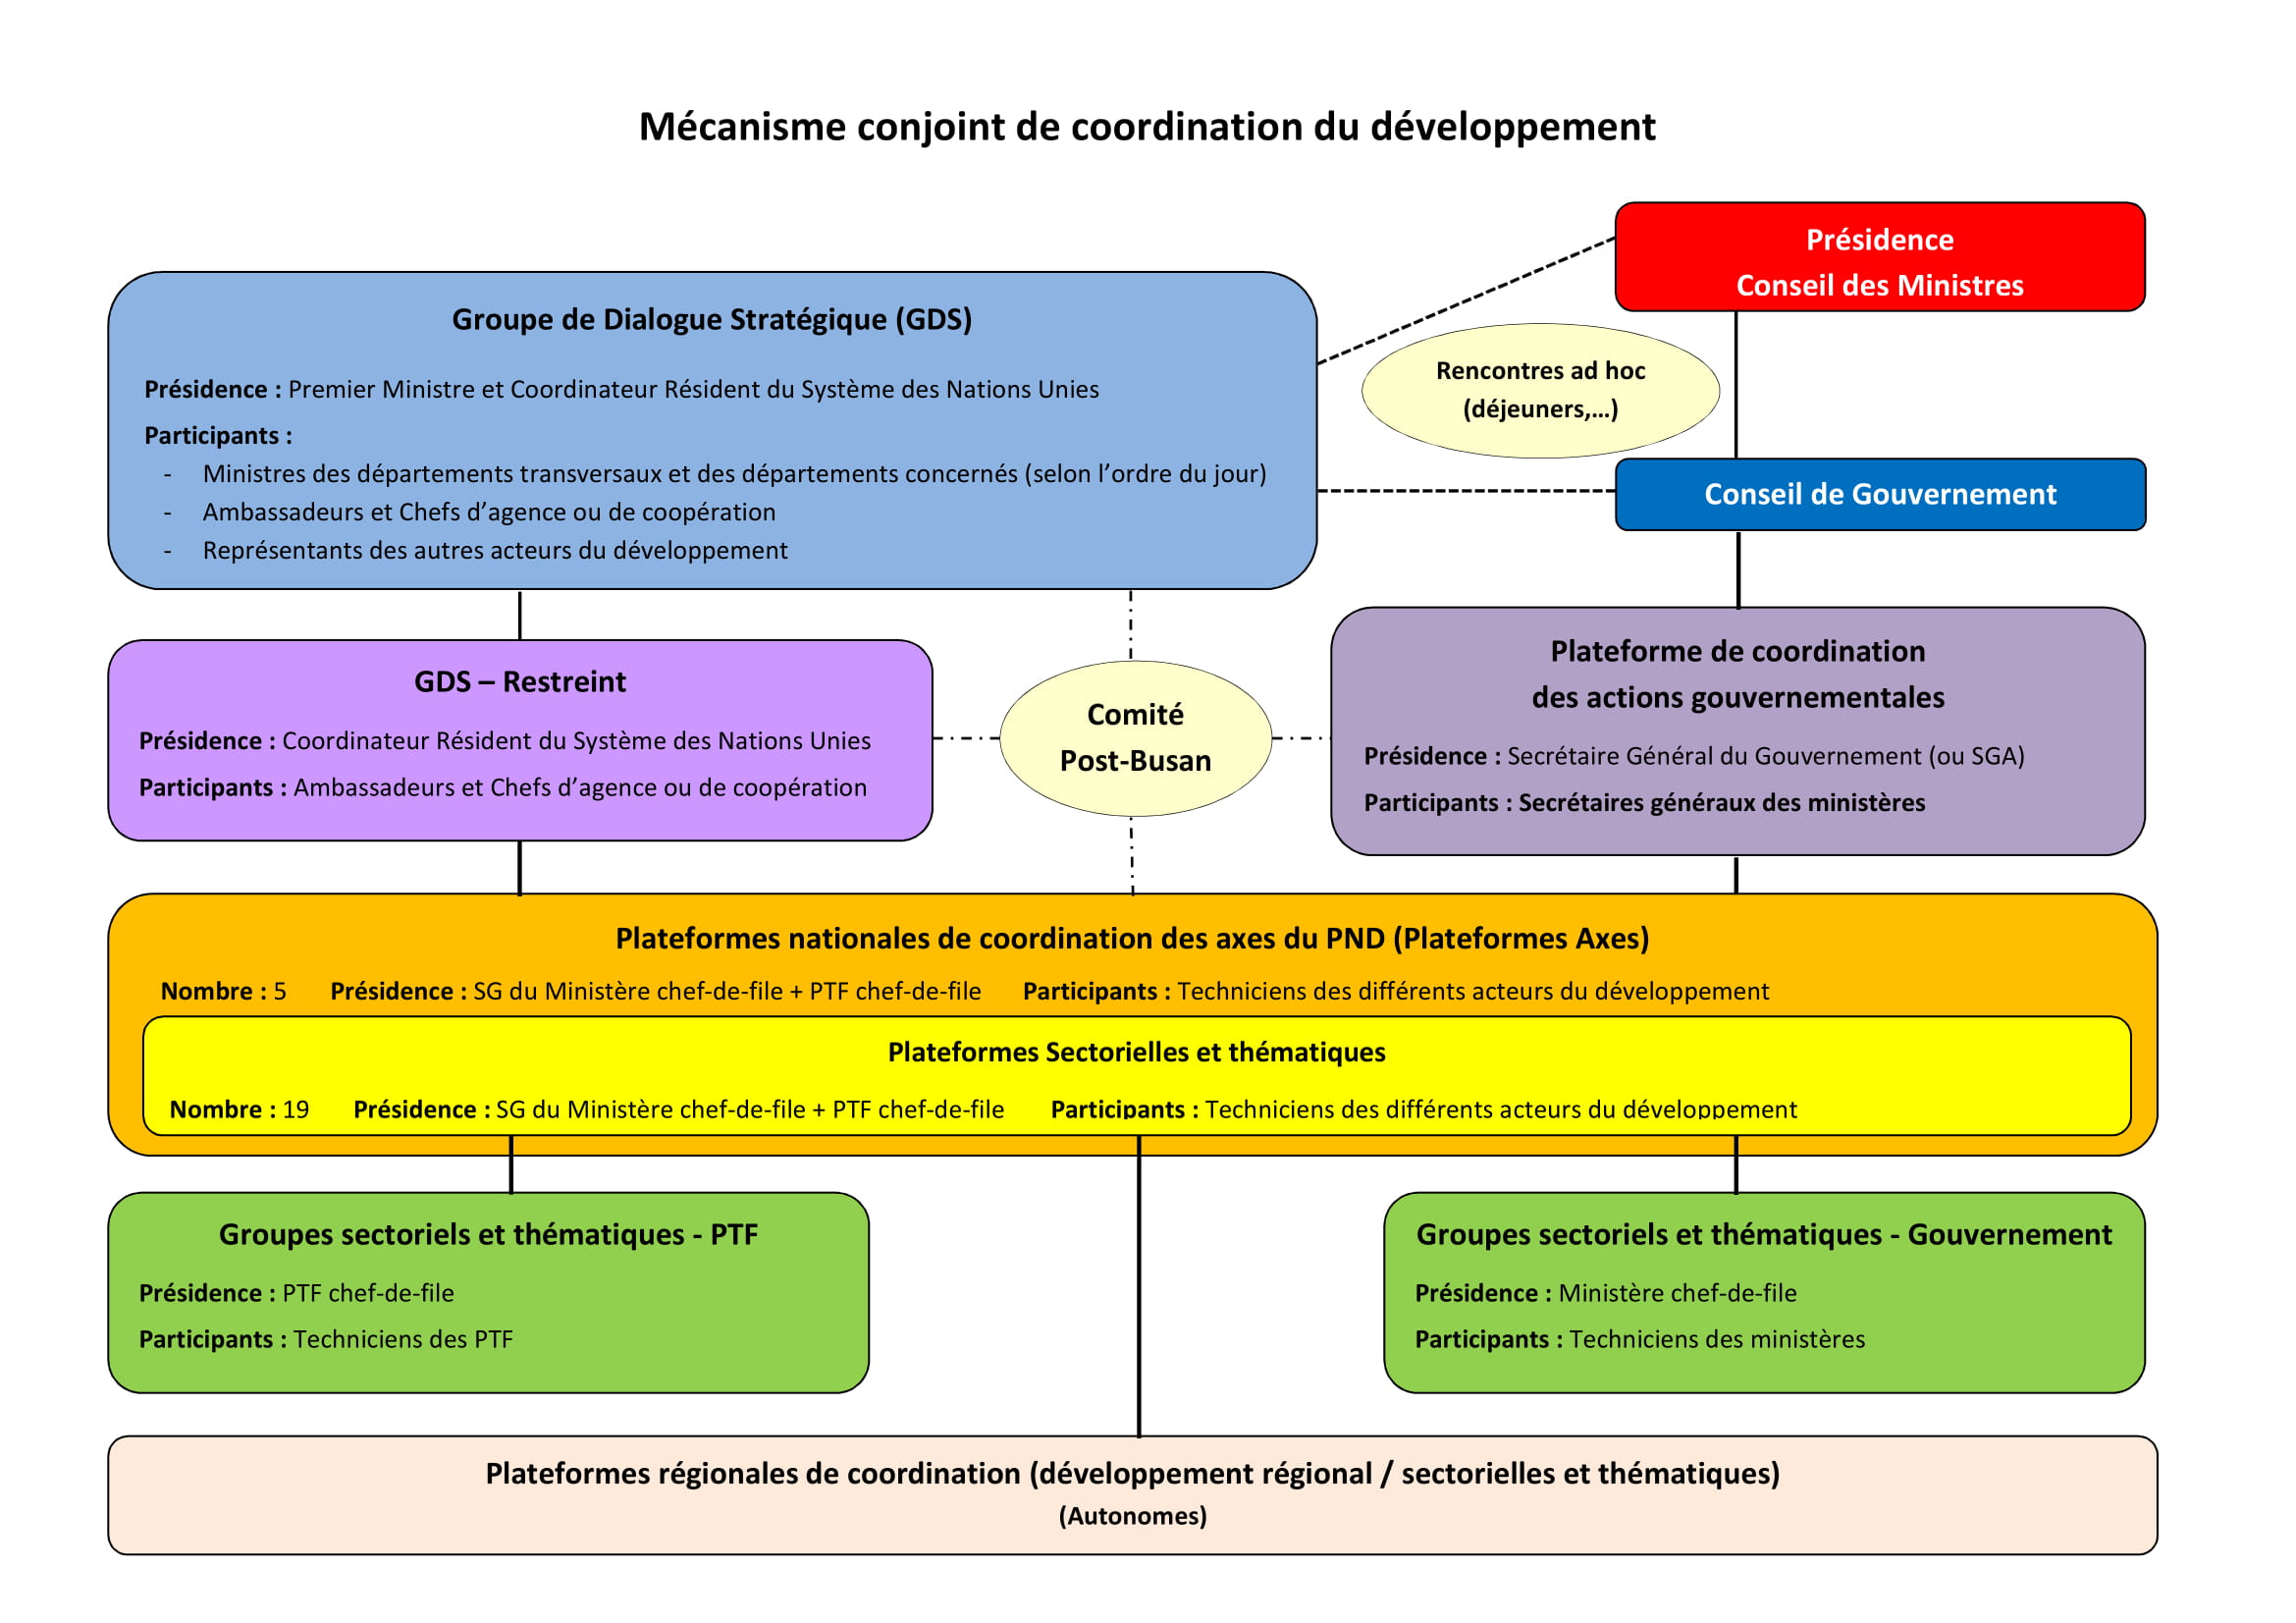 Mécanisme conjoint de coordination du développement
Présidence
Conseil des Ministres
Groupe de Dialogue Stratégique (GDS)
Présidence : Premier Ministre et Coordinateur Résident du Système des Nations Unies
Participants :
- Ministres des départements transversaux et des départements concernés (selon l’ordre du jour)
- Ambassadeurs et Chefs d’agence ou de coopération
- Représentants des autres acteurs du développement
Rencontres ad hoc
(déjeuners,…)
Conseil de Gouvernement
GDS – Restreint
Présidence : Coordinateur Résident du Système des Nations Unies
Participants : Ambassadeurs et Chefs d’agence ou de coopération
Comité
Post-Busan
Plateforme de coordination
des actions gouvernementales
Présidence : Secrétaire Général du Gouvernement (ou SGA)
Participants : Secrétaires généraux des ministères
Plateformes nationales de coordination des axes du PND (Plateformes Axes)
Nombre : 5 Présidence : SG du Ministère chef-de-file + PTF chef-de-file Participants : Techniciens des différents acteurs du développement
Plateformes Sectorielles et thématiques
Nombre : 19 Présidence : SG du Ministère chef-de-file + PTF chef-de-file Participants : Techniciens des différents acteurs du développement
Groupes sectoriels et thématiques - PTF
Présidence : PTF chef-de-file
Participants : Techniciens des PTF
Groupes sectoriels et thématiques - Gouvernement
Présidence : Ministère chef-de-file
Participants : Techniciens des ministères
Plateformes régionales de coordination (développement régional / sectorielles et thématiques)
(Autonomes)